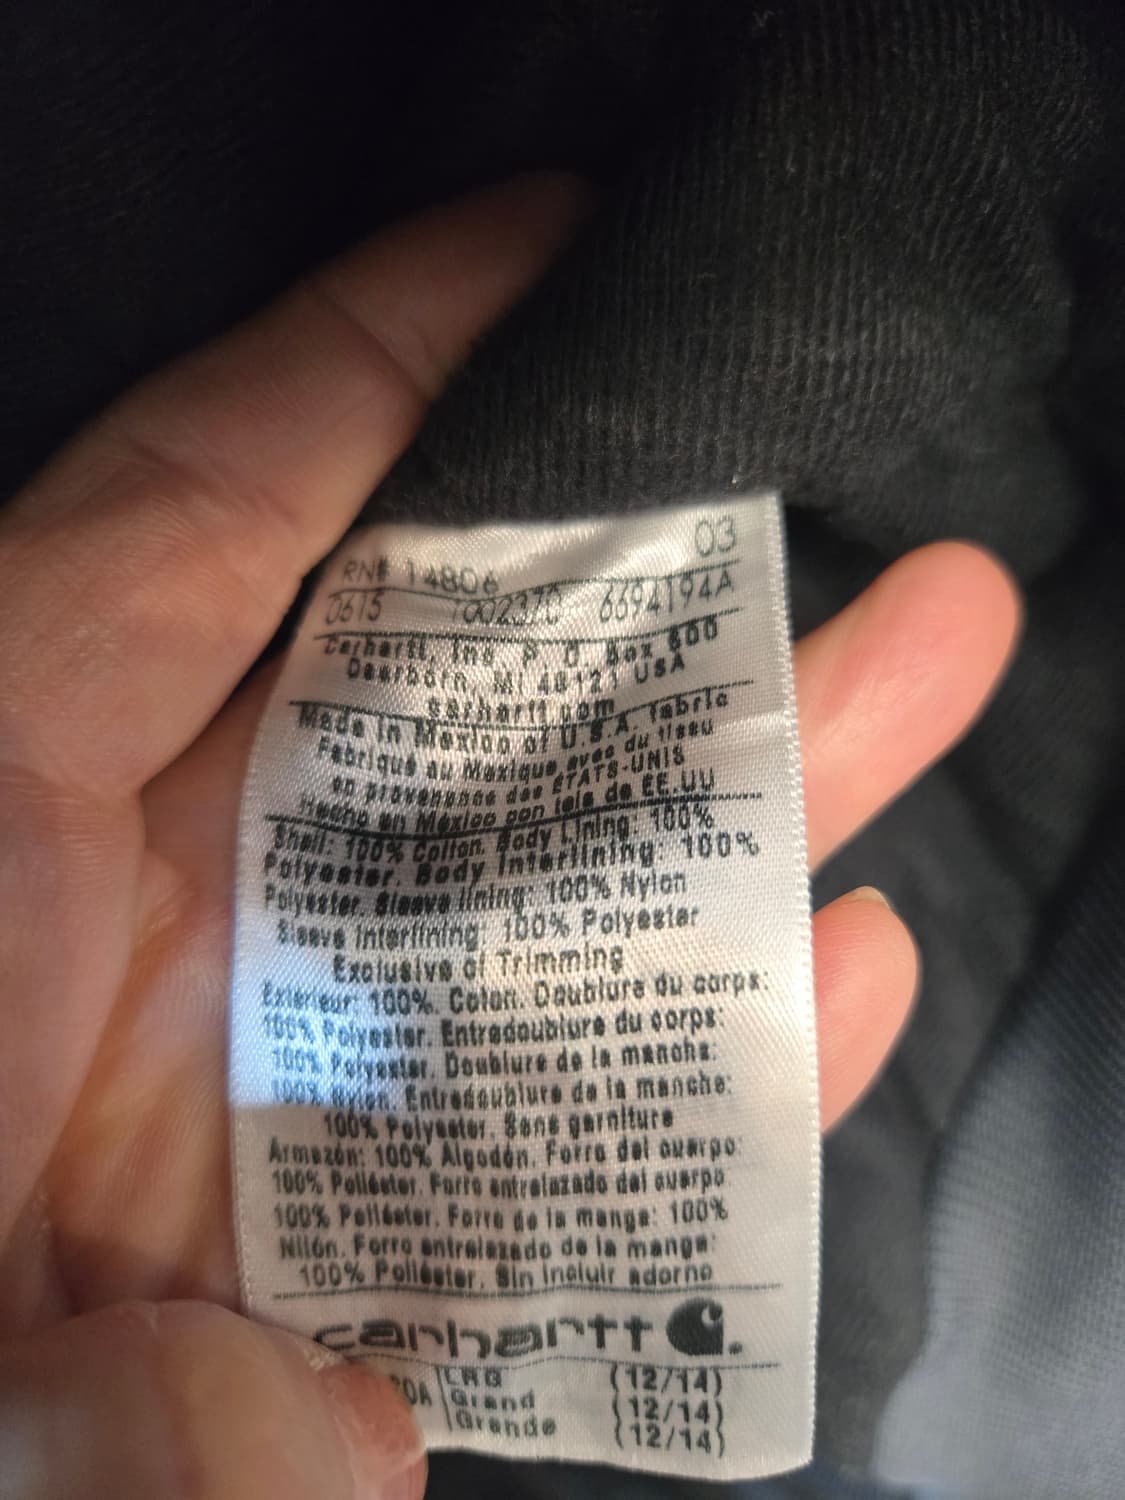 03
RN# 14806
0615 1002370 6694194A
Carhartt, Inc. P. O. Box 600
Dearborn, MI 48121 USA
carhartt.com
Made in Mexico of U.S.A. fabric
Fabriqué au Mexique avec du tissu
en provenance des ÉTATS-UNIS
Hecho en México con tela de EE.UU
Shell: 100% Cotton. Body Lining: 100%
Polyester. Body Interlining: 100%
Polyester. Sleeve lining: 100% Nylon
Sleeve Interlining: 100% Polyester
Exclusive of Trimming
Extérieur: 100%. Coton. Doublure du corps:
100% Polyester. Entredoublure du corps:
100% Polyester. Doublure de la manche:
100% Nylon. Entredoublure de la manche:
100% Polyester. Sans garniture
Armazón: 100% Algodón. Forro del cuerpo:
100% Poliéster. Forro entrelazado del cuerpo
100% Poliéster. Forro de la manga: 100%
Nilón. Forro entrelazado de la manga:
100% Poliéster. Sin incluir adorno
carhartt
LRG (12/14)
Grand (12/14)
Grande (12/14)